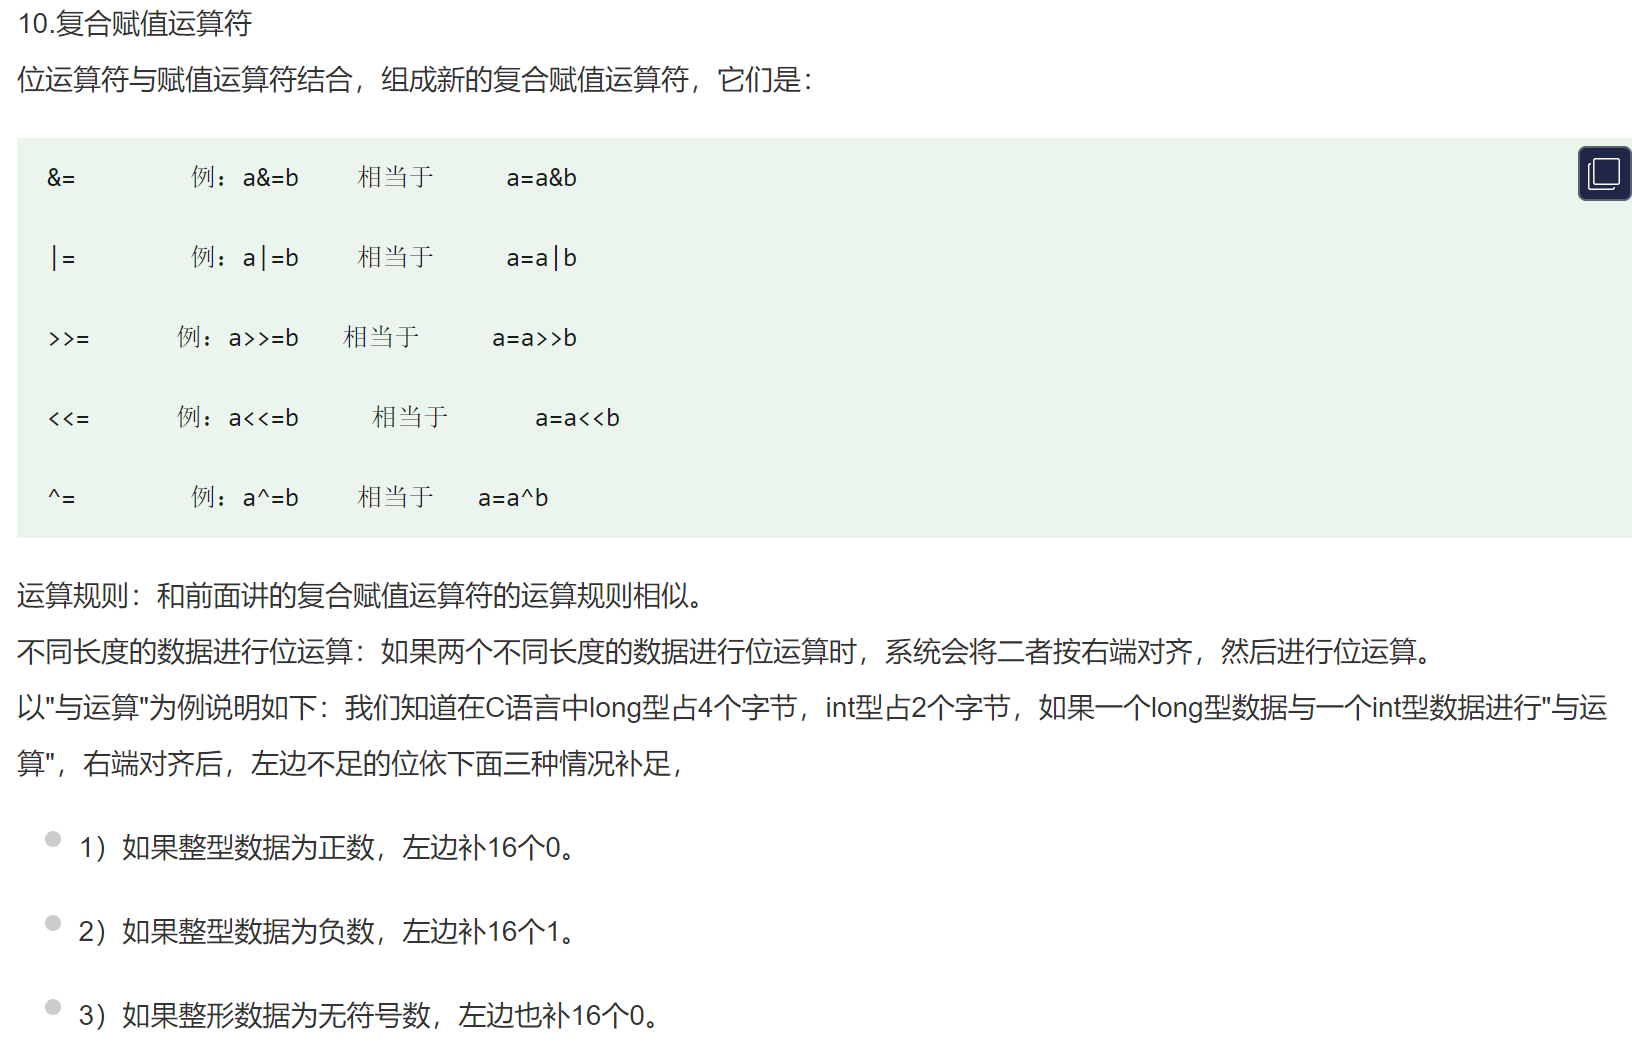 10.复合赋值运算符
位运算符与赋值运算符结合，组成新的复合赋值运算符，它们是：
&=        例：a&=b    相当于     a=a&b
|=        例：a|=b    相当于     a=a|b
>>=      例：a>>=b   相当于     a=a>>b
<<=      例：a<<=b     相当于      a=a<<b
^=        例：a^=b    相当于   a=a^b
运算规则：和前面讲的复合赋值运算符的运算规则相似。
不同长度的数据进行位运算：如果两个不同长度的数据进行位运算时，系统会将二者按右端对齐，然后进行位运算。
以"与运算"为例说明如下：我们知道在C语言中long型占4个字节，int型占2个字节，如果一个long型数据与一个int型数据进行"与运
算"，右端对齐后，左边不足的位依下面三种情况补足，
1）如果整型数据为正数，左边补16个0。
2）如果整型数据为负数，左边补16个1。
3）如果整形数据为无符号数，左边也补16个0。